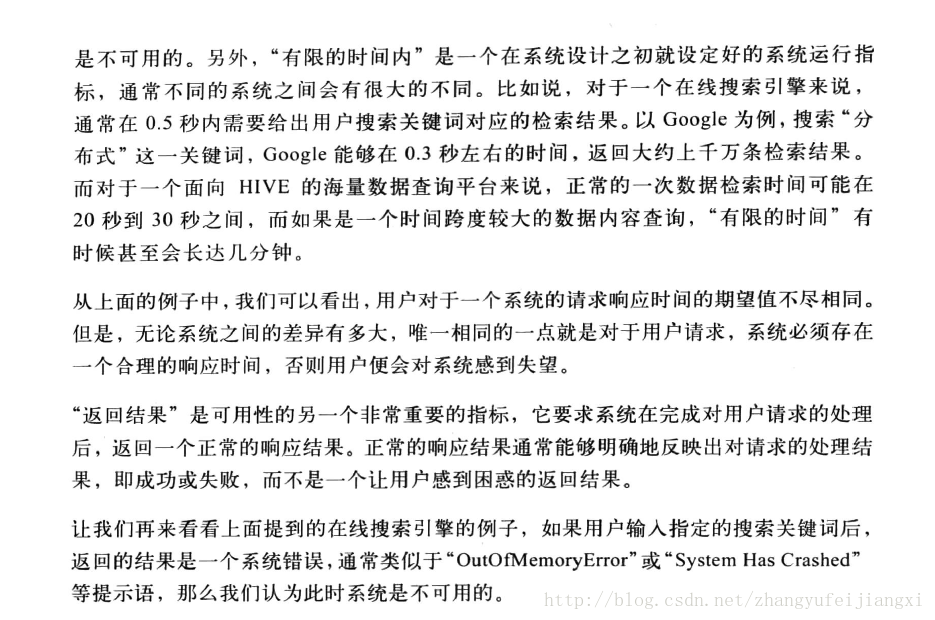 是不可用的。另外，“有限的时间内”是一个在系统设计之初就设定好的系统运行指
标，通常不同的系统之间会有很大的不同。比如说，对于一个在线搜索引擎来说，
通常在 0.5 秒内需要给出用户搜索关键词对应的检索结果。以 Google 为例，搜索“分
布式”这一关键词，Google 能够在 0.3 秒左右的时间，返回大约上千万条检索结果。
而对于一个面向 HIVE 的海量数据查询平台来说，正常的一次数据检索时间可能在
20 秒到 30 秒之间，而如果是一个时间跨度较大的数据内容查询，“有限的时间”有
时候甚至会长达几分钟。
从上面的例子中，我们可以看出，用户对于一个系统的请求响应时间的期望值不尽相同。
但是，无论系统之间的差异有多大，唯一相同的一点就是对于用户请求，系统必须存在
一个合理的响应时间，否则用户便会对系统感到失望。
“返回结果”是可用性的另一个非常重要的指标，它要求系统在完成对用户请求的处理
后，返回一个正常的响应结果。正常的响应结果通常能够明确地反映出对请求的处理结
果，即成功或失败，而不是一个让用户感到困惑的返回结果。
让我们再来看看上面提到的在线搜索引擎的例子，如果用户输入指定的搜索关键词后，
返回的结果是一个系统错误，通常类似于“OutOfMemoryError”或“System Has Crashed”
等提示语，那么我们认为此时系统是不可用的。
http://blog.csdn.net/zhangyufeijiangxi